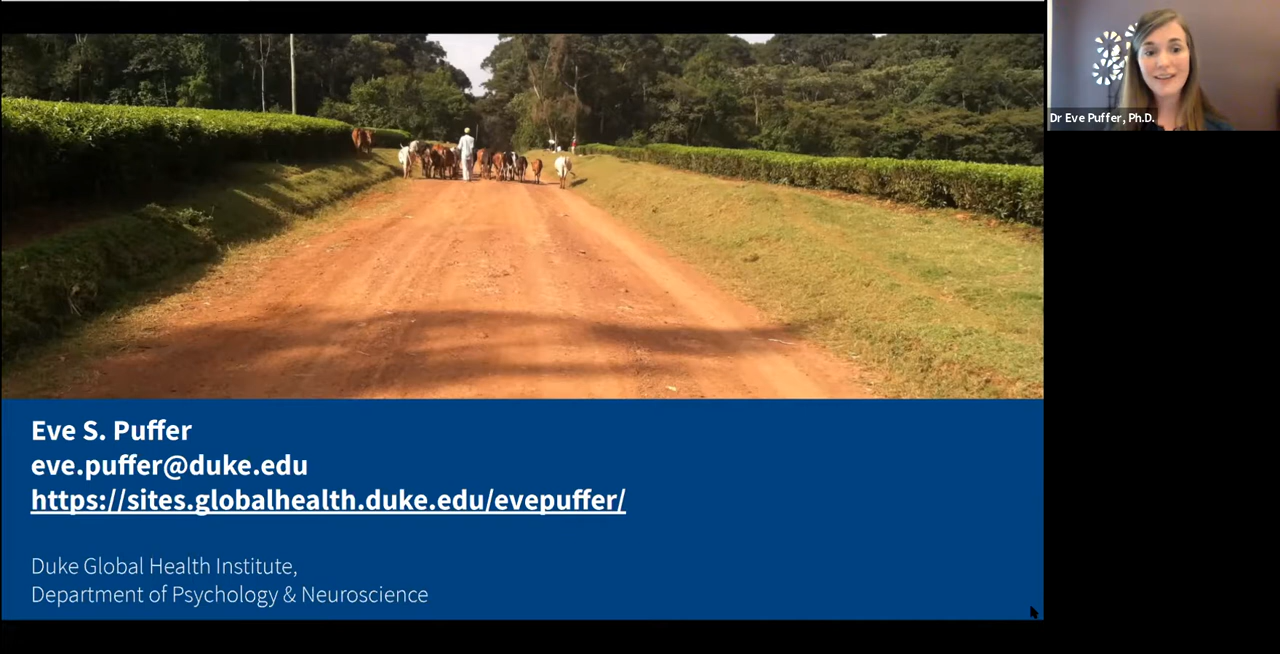 Dr Eve Puffer, Ph.D.
Eve S. Puffer
eve.puffer@duke.edu
https://sites.globalhealth.duke.edu/evepuffer/
Duke Global Health Institute,
Department of Psychology & Neuroscience